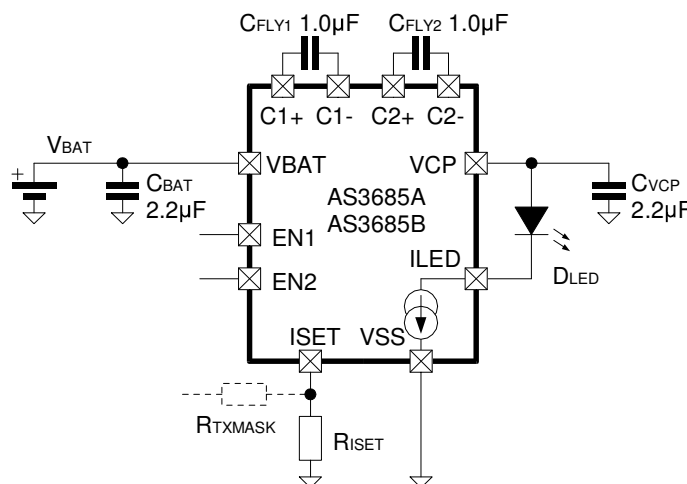 CFLY1 1.0µF
CFLY2 1.0µF
C1+ C1- C2+ C2-
VBAT
+
VBAT
VCP
CBAT
2.2µF
AS3685A
AS3685B
CVCP
2.2µF
EN1
ILED
EN2
DLED
ISET
VSS
RTXMASK
RISET